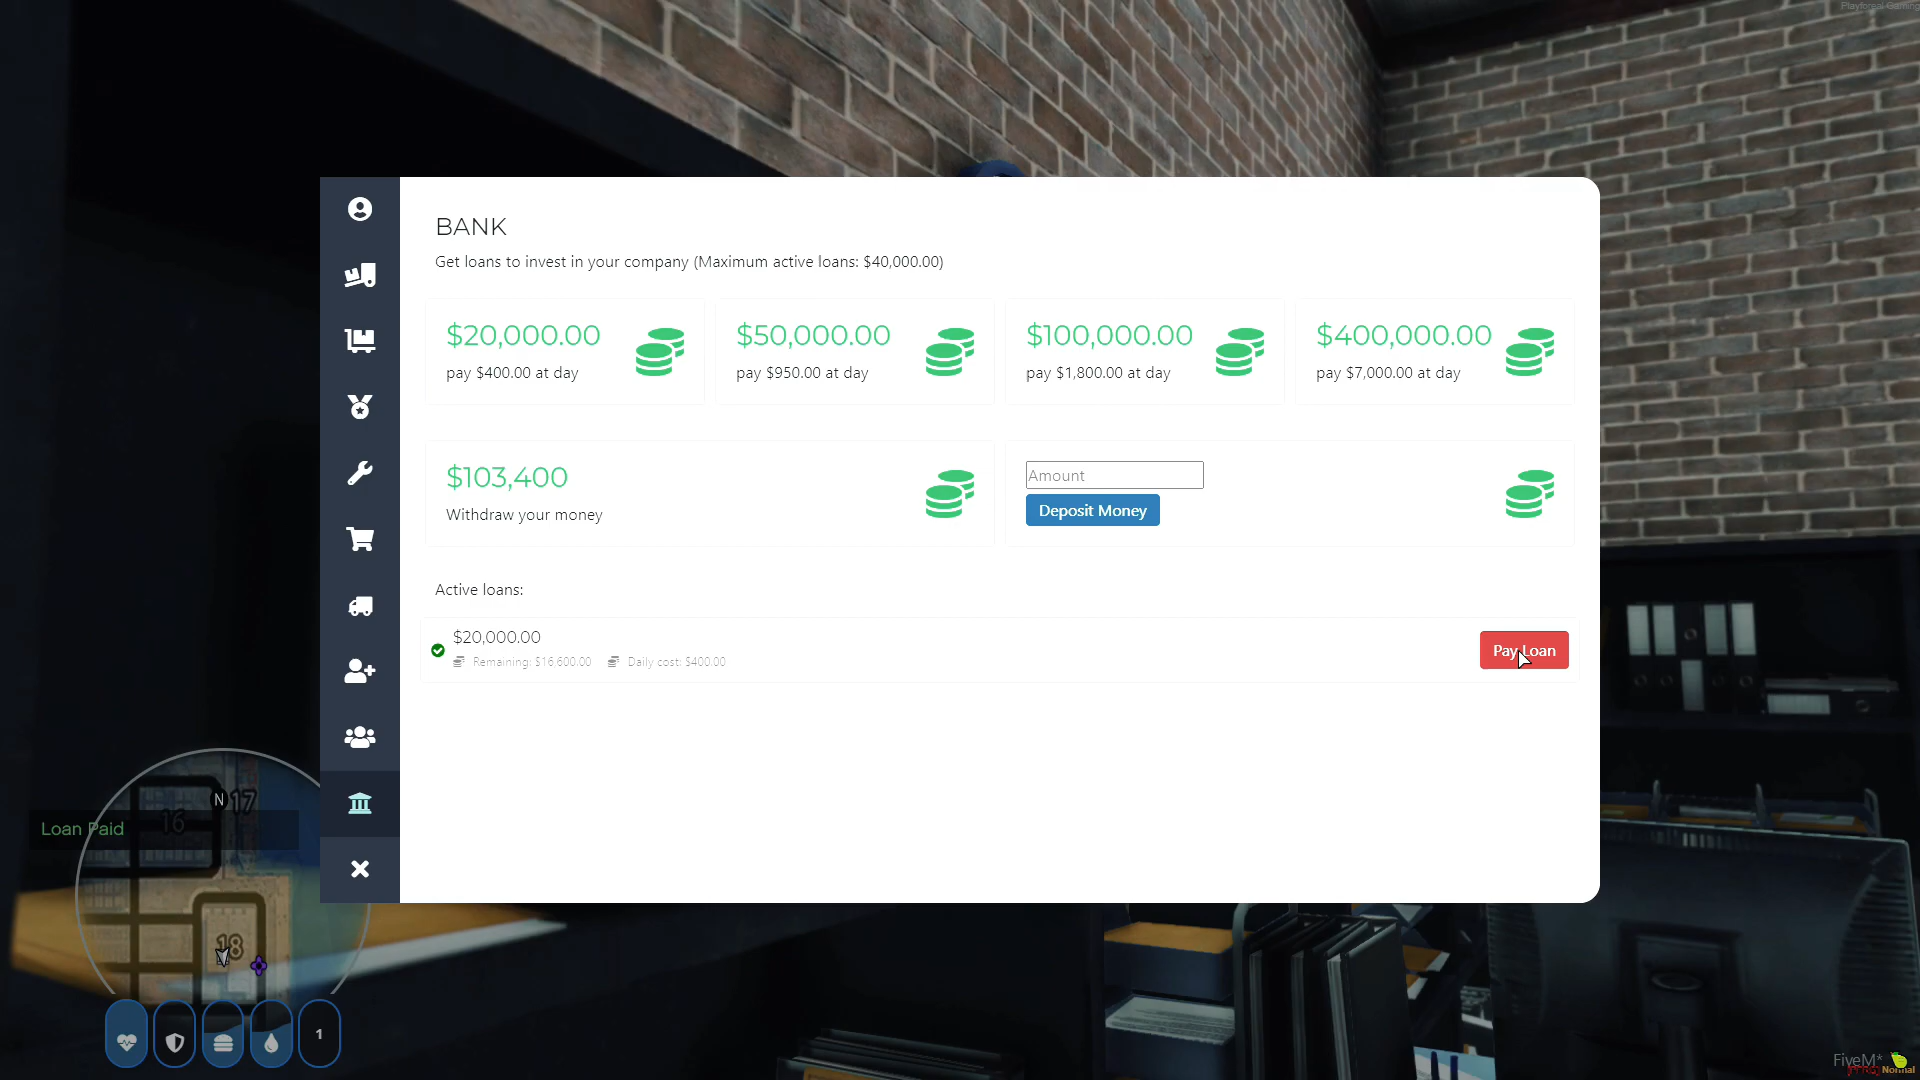 Playforeal Gaming
BANK
Get loans to invest in your company (Maximum active loans: $40,000.00)
$20,000.00
pay $400.00 at day
$50,000.00
pay $950.00 at day
$100,000.00
pay $1,800.00 at day
$400,000.00
pay $7,000.00 at day
$103,400
Withdraw your money
Amount
Deposit Money
Active loans:
$20,000.00
Remaining: $16,600.00 Daily cost: $400.00
Pay Loan
N
17
16
Loan Paid
18
1
FiveM*
Normal